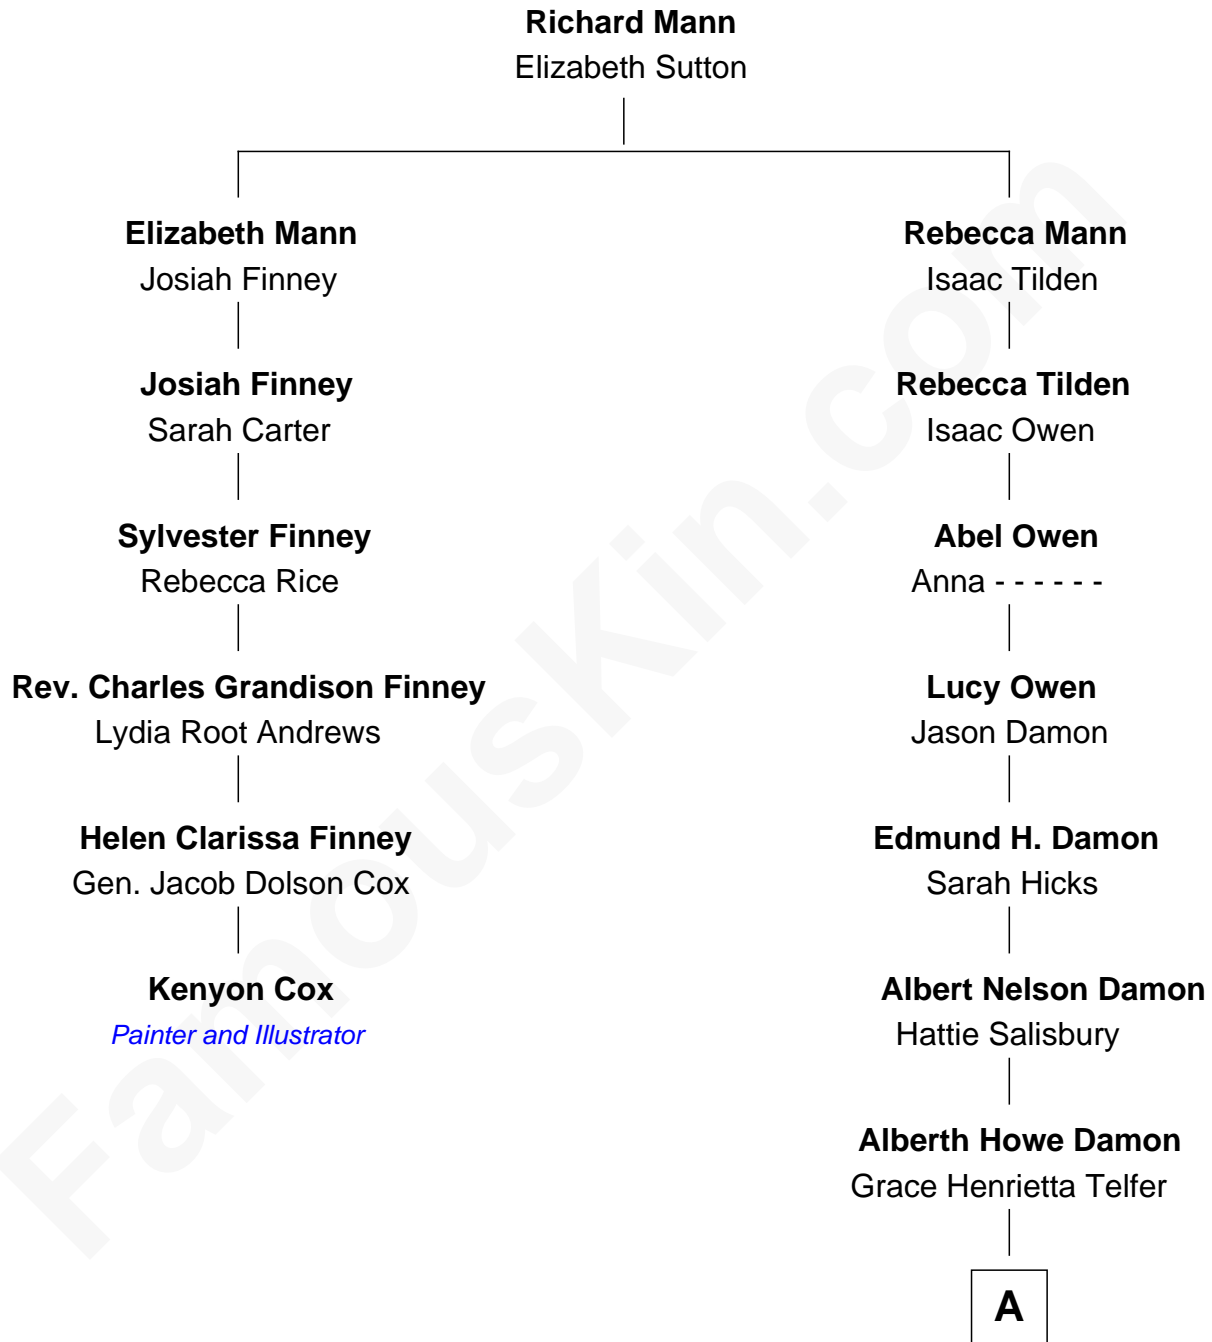 Richard Mann
Elizabeth Sutton
Elizabeth Mann
Josiah Finney
Josiah Finney
Sarah Carter
Sylvester Finney
Rebecca Rice
Rev. Charles Grandison Finney
Lydia Root Andrews
Helen Clarissa Finney
Gen. Jacob Dolson Cox
Kenyon Cox
Painter and Illustrator
Rebecca Mann
Isaac Tilden
Rebecca Tilden
Isaac Owen
Abel Owen
Anna - - - - - -
Lucy Owen
Jason Damon
Edmund H. Damon
Sarah Hicks
Albert Nelson Damon
Hattie Salisbury
Alberth Howe Damon
Grace Henrietta Telfer
A
FamousKin.com